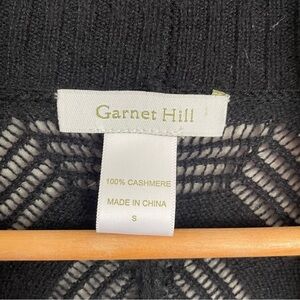 Garnet Hill
100% CASHMERE
MADE IN CHINA
S